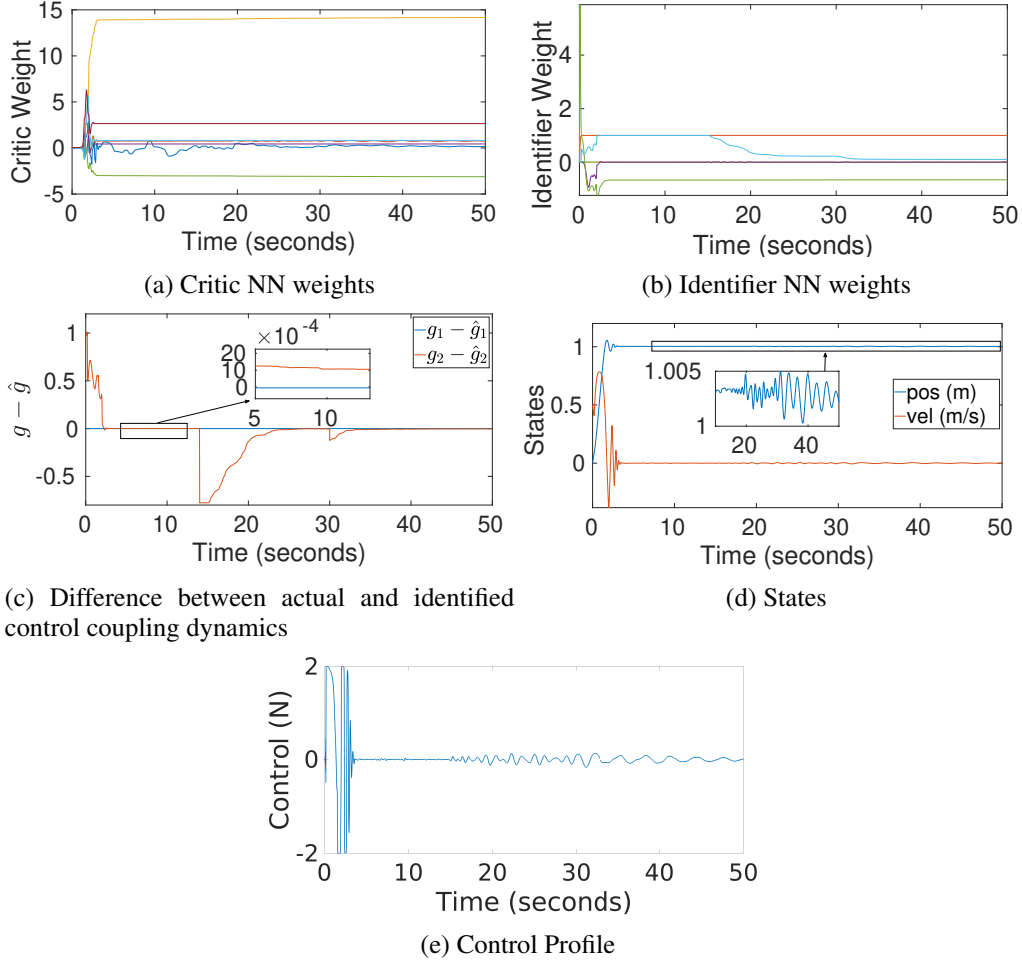 15
10
5
0
-5
Critic Weight
0 10 20 30 40 50
Time (seconds)
(a) Critic NN weights
4
2
0
Identifier Weight
0 10 20 30 40 50
Time (seconds)
(b) Identifier NN weights
1
0.5
0
-0.5
g − ĝ
g₁ − ĝ₁
g₂ − ĝ₂
×10⁻⁴
20
10
0
5 10
0 10 20 30 40 50
Time (seconds)
(c) Difference between actual and identified
control coupling dynamics
1
0.5
0
States
pos (m)
vel (m/s)
1.005
1
20 40
0 10 20 30 40 50
Time (seconds)
(d) States
2
0
-2
Control (N)
0 10 20 30 40 50
Time (seconds)
(e) Control Profile